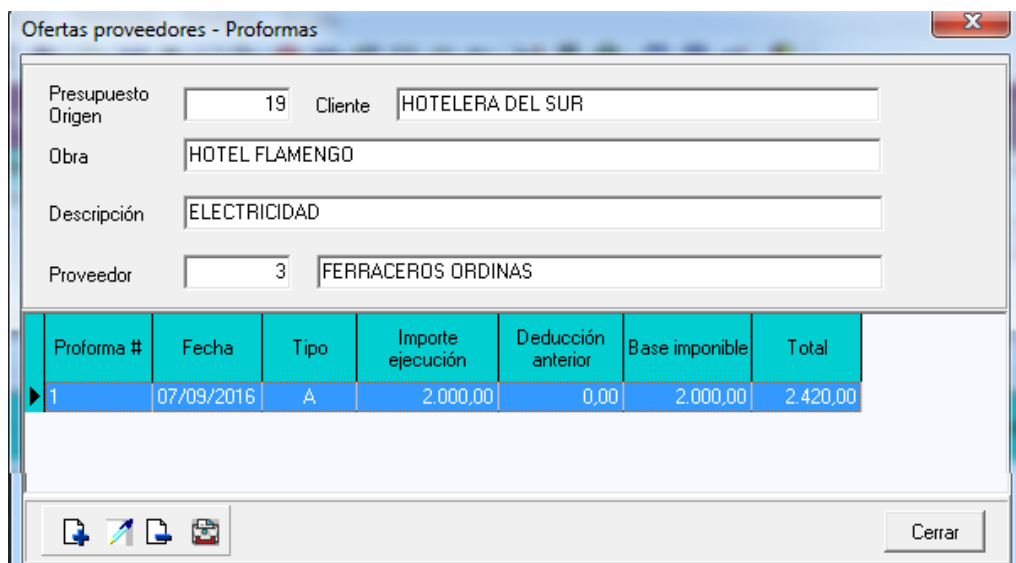 Ofertas proveedores - Proformas
Presupuesto Origen 19 Cliente HOTELERA DEL SUR
Obra HOTEL FLAMENGO
Descripción ELECTRICIDAD
Proveedor 3 FERRACEROS ORDINAS
Proforma # Fecha Tipo Importe ejecución Deducción anterior Base imponible Total
1 07/09/2016 A 2.000,00 0,00 2.000,00 2.420,00
Cerrar